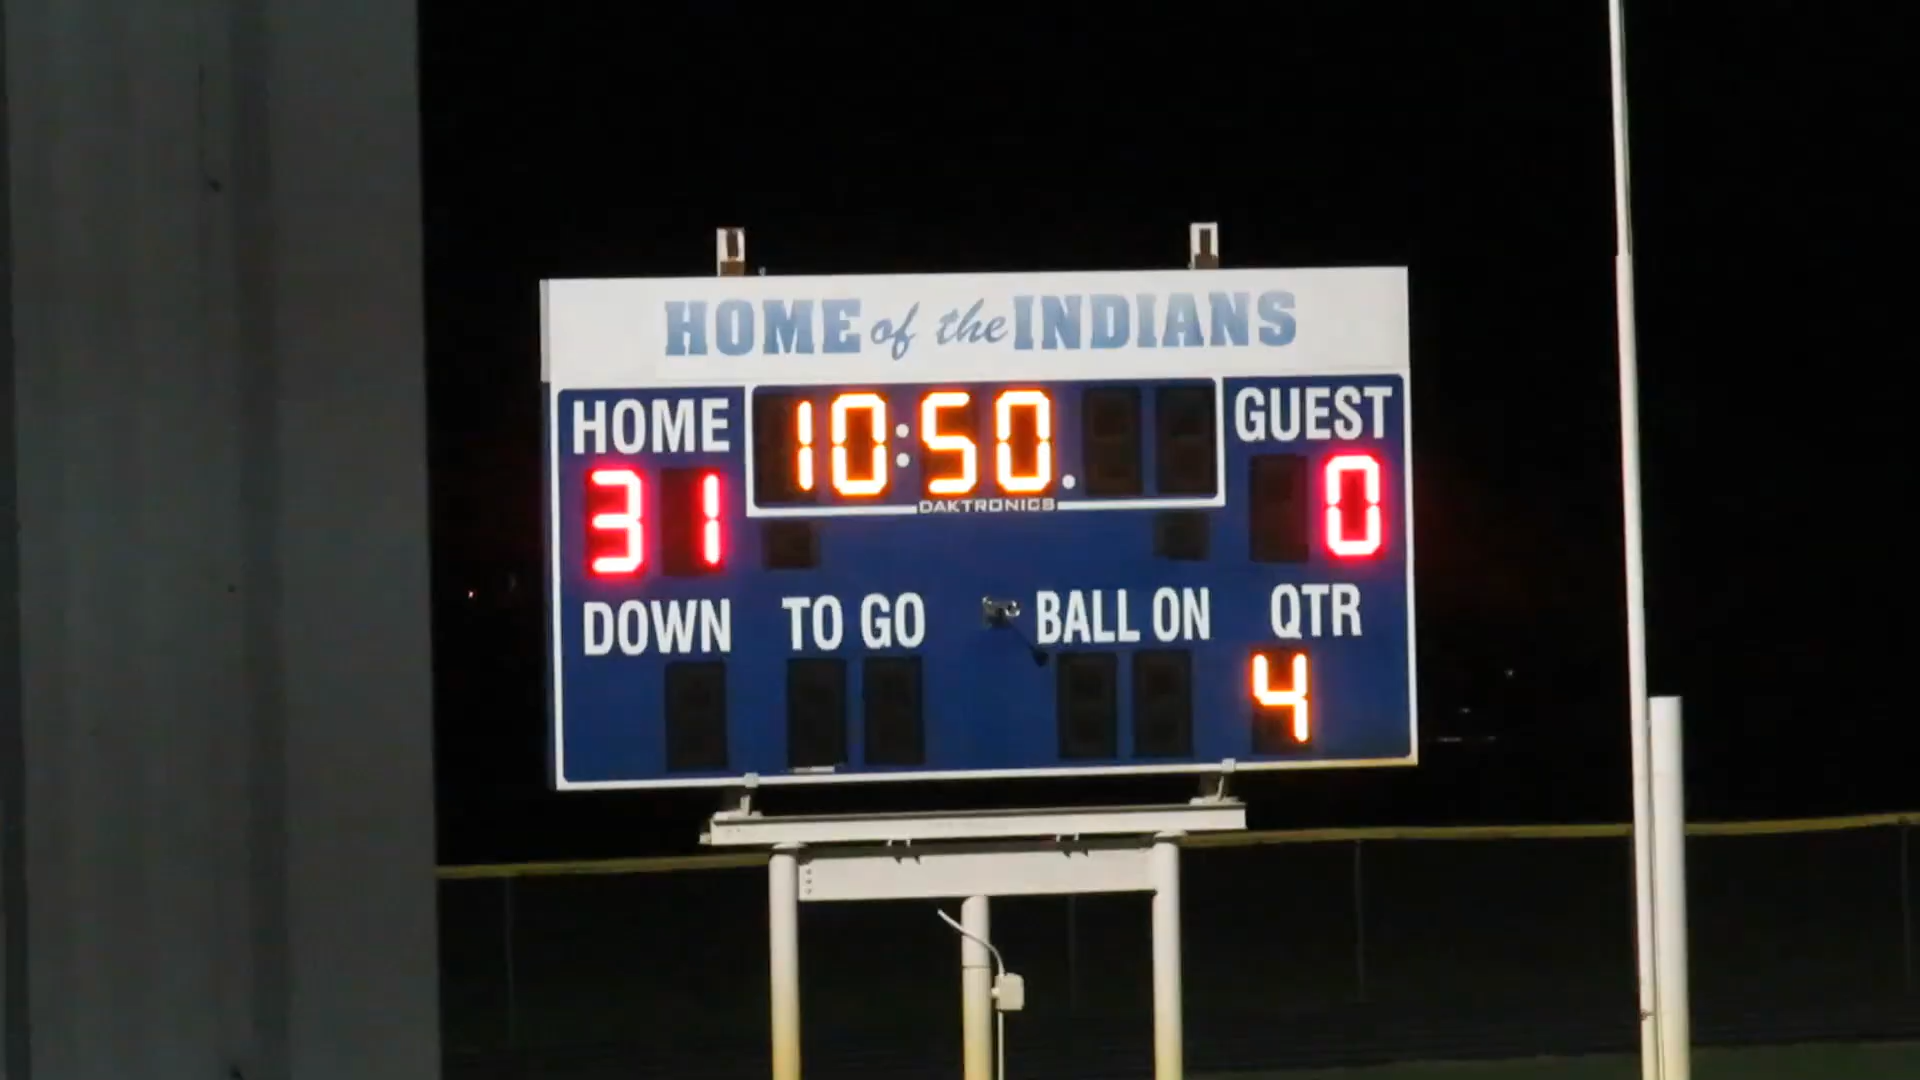 HOME of the INDIANS
HOME 10:50. GUEST
31 0
DAKTRONICS
DOWN TO GO BALL ON QTR
4